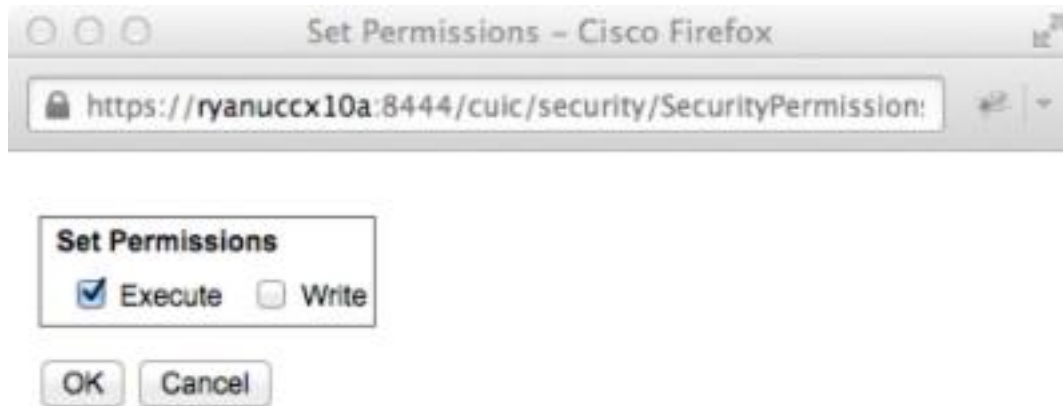 Set Permissions – Cisco Firefox
https://ryanuccx10a:8444/cuic/security/SecurityPermission:
Set Permissions
Execute Write
OK Cancel